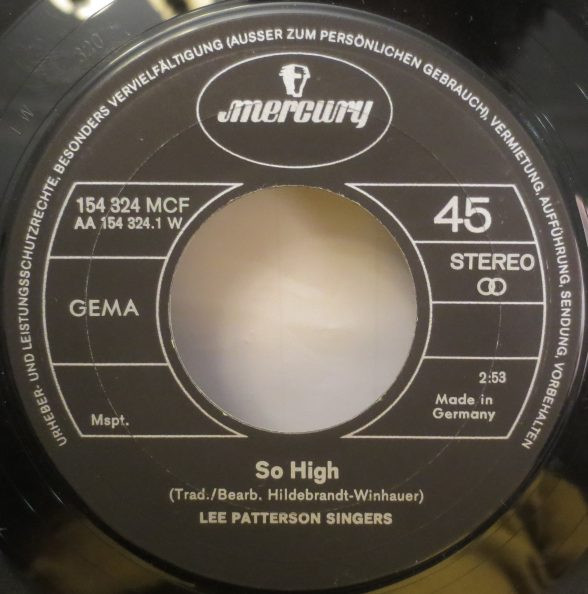 URHEBER- UND LEISTUNGSSCHUTZRECHTE, BESONDERS VERVIELFÄLTIGUNG (AUSSER ZUM PERSÖNLICHEN GEBRAUCH), VERMIETUNG, AUFFÜHRUNG, SENDUNG, VORBEHALTEN
mercury
154 324 MCF
AA 154 324.1 W
45
STEREO
GEMA
2:53
Made in
Germany
Mspt.
So High
(Trad./Bearb. Hildebrandt-Winhauer)
LEE PATTERSON SINGERS